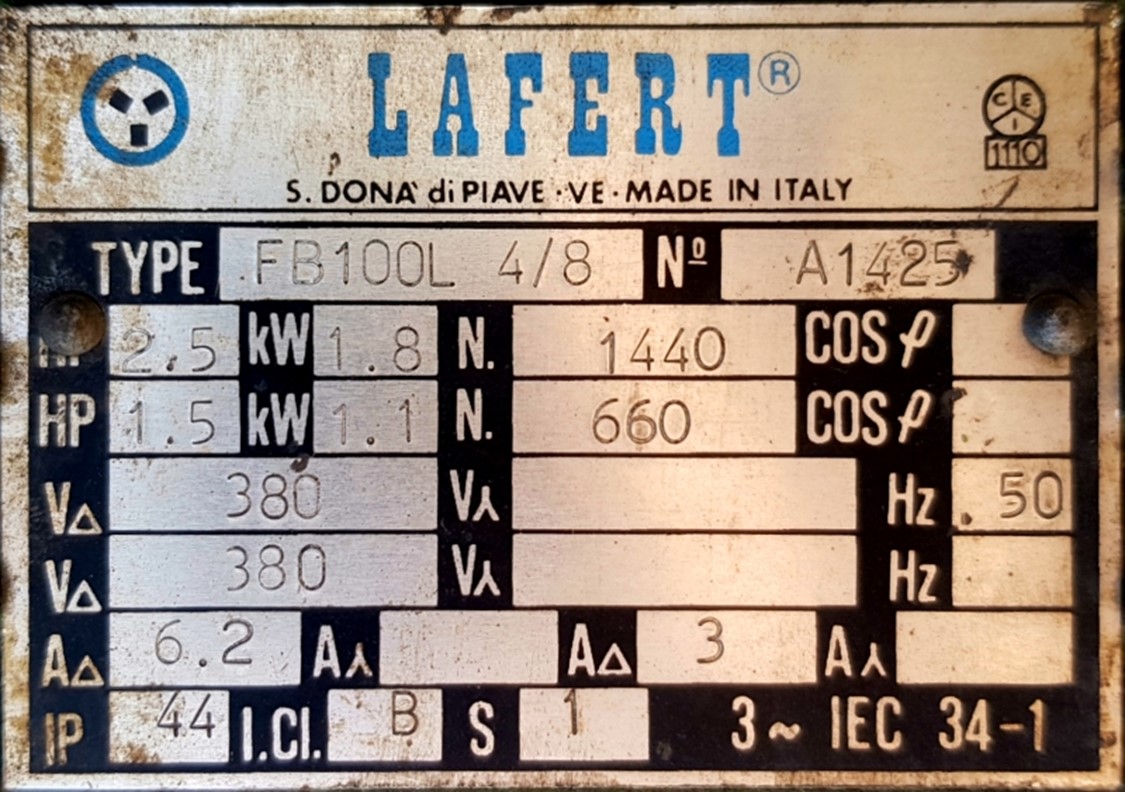 LAFERT®
C E I
1110
S. DONA' di PIAVE · VE · MADE IN ITALY
TYPE FB100L 4/8 Nº A1425
HP 2.5 kW 1.8 N. 1440 COS φ
HP 1.5 kW 1.1 N. 660 COS φ
V△ 380 V⅄ Hz 50
V△ 380 V⅄ Hz
A△ 6.2 A⅄ A△ 3 A⅄
IP 44 I.Cl. B S 1 3~ IEC 34-1